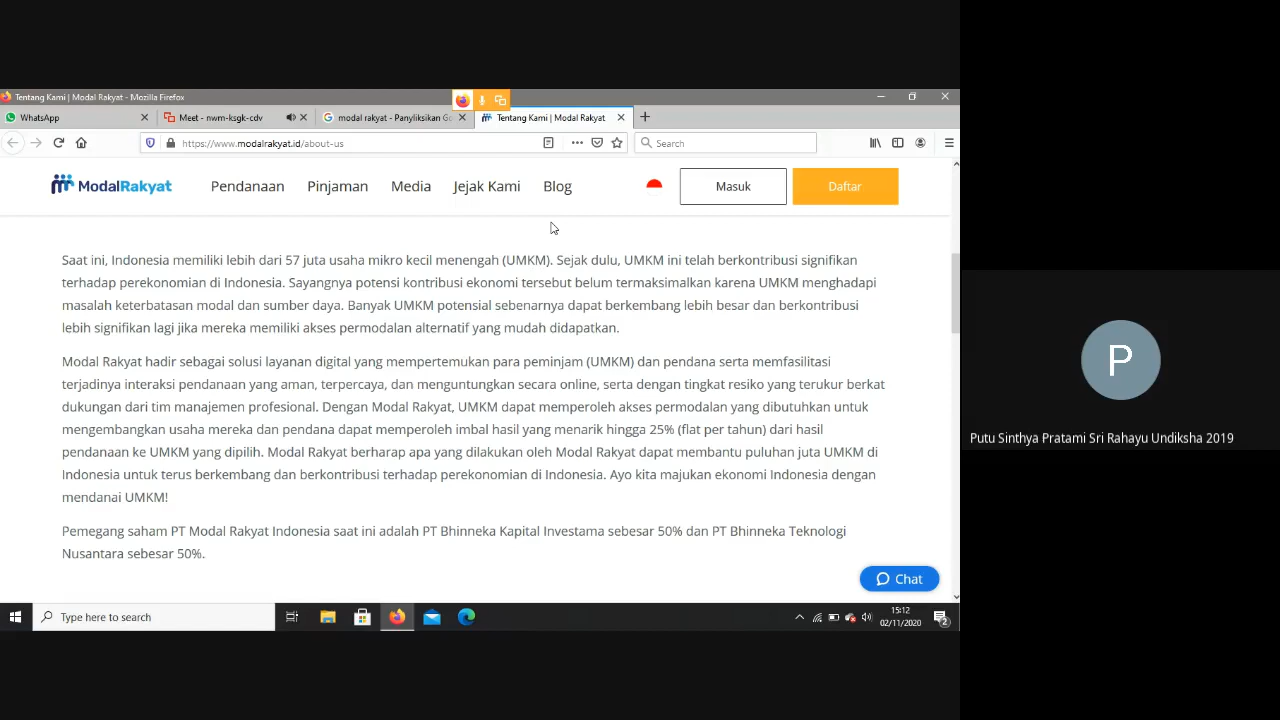 Tentang Kami | Modal Rakyat - Mozilla Firefox
WhatsApp
Meet - nwm-ksgk-cdv
modal rakyat - Panyliksikan Go
Tentang Kami | Modal Rakyat
https://www.modalrakyat.id/about-us
Search
ModalRakyat
Pendanaan
Pinjaman
Media
Jejak Kami
Blog
Masuk
Daftar
Saat ini, Indonesia memiliki lebih dari 57 juta usaha mikro kecil menengah (UMKM). Sejak dulu, UMKM ini telah berkontribusi signifikan
terhadap perekonomian di Indonesia. Sayangnya potensi kontribusi ekonomi tersebut belum termaksimalkan karena UMKM menghadapi
masalah keterbatasan modal dan sumber daya. Banyak UMKM potensial sebenarnya dapat berkembang lebih besar dan berkontribusi
lebih signifikan lagi jika mereka memiliki akses permodalan alternatif yang mudah didapatkan.
Modal Rakyat hadir sebagai solusi layanan digital yang mempertemukan para peminjam (UMKM) dan pendana serta memfasilitasi
terjadinya interaksi pendanaan yang aman, terpercaya, dan menguntungkan secara online, serta dengan tingkat resiko yang terukur berkat
dukungan dari tim manajemen profesional. Dengan Modal Rakyat, UMKM dapat memperoleh akses permodalan yang dibutuhkan untuk
mengembangkan usaha mereka dan pendana dapat memperoleh imbal hasil yang menarik hingga 25% (flat per tahun) dari hasil
pendanaan ke UMKM yang dipilih. Modal Rakyat berharap apa yang dilakukan oleh Modal Rakyat dapat membantu puluhan juta UMKM di
Indonesia untuk terus berkembang dan berkontribusi terhadap perekonomian di Indonesia. Ayo kita majukan ekonomi Indonesia dengan
mendanai UMKM!
Pemegang saham PT Modal Rakyat Indonesia saat ini adalah PT Bhinneka Kapital Investama sebesar 50% dan PT Bhinneka Teknologi
Nusantara sebesar 50%.
Chat
Type here to search
15:12
02/11/2020
2
P
Putu Sinthya Pratami Sri Rahayu Undiksha 2019